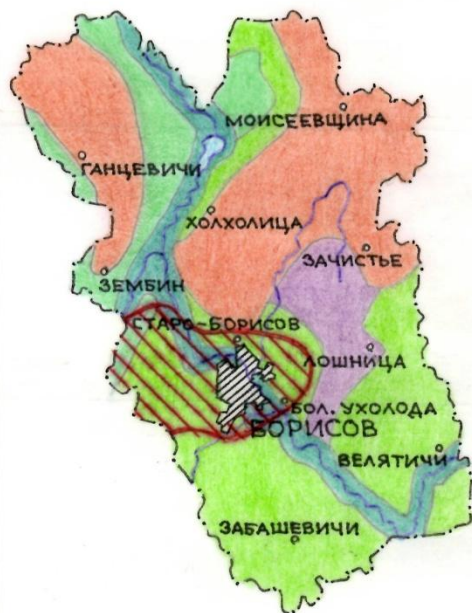 МОИСЕЕВЩИНА
ГАНЦЕВИЧИ
ХОЛХОЛИЦА
ЗАЧИСТЬЕ
ЗЕМБИН
СТАРО-БОРИСОВ
ЛОШНИЦА
БОЛ. УХОЛОДА
БОРИСОВ
ВЕЛЯТИЧИ
ЗАБАШЕВИЧИ